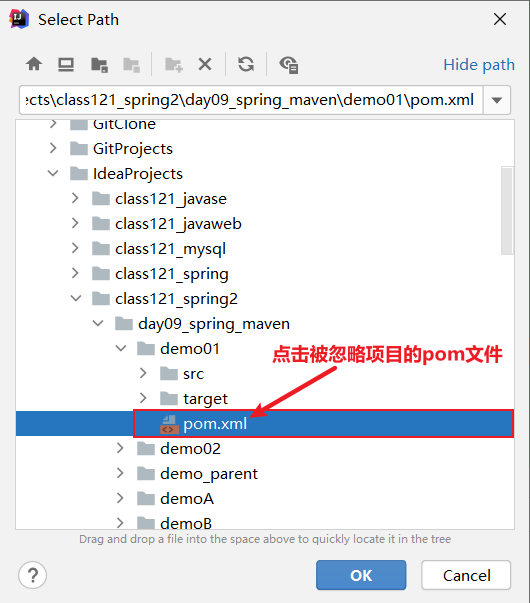 Select Path
Hide path
ects\class121_spring2\day09_spring_maven\demo01\pom.xml
GitClone
GitProjects
IdeaProjects
class121_javase
class121_javaweb
class121_mysql
class121_spring
class121_spring2
day09_spring_maven
demo01
点击被忽略项目的pom文件
src
target
pom.xml
demo02
demo_parent
demoA
demoB
Drag and drop a file into the space above to quickly locate it in the tree
?
OK
Cancel